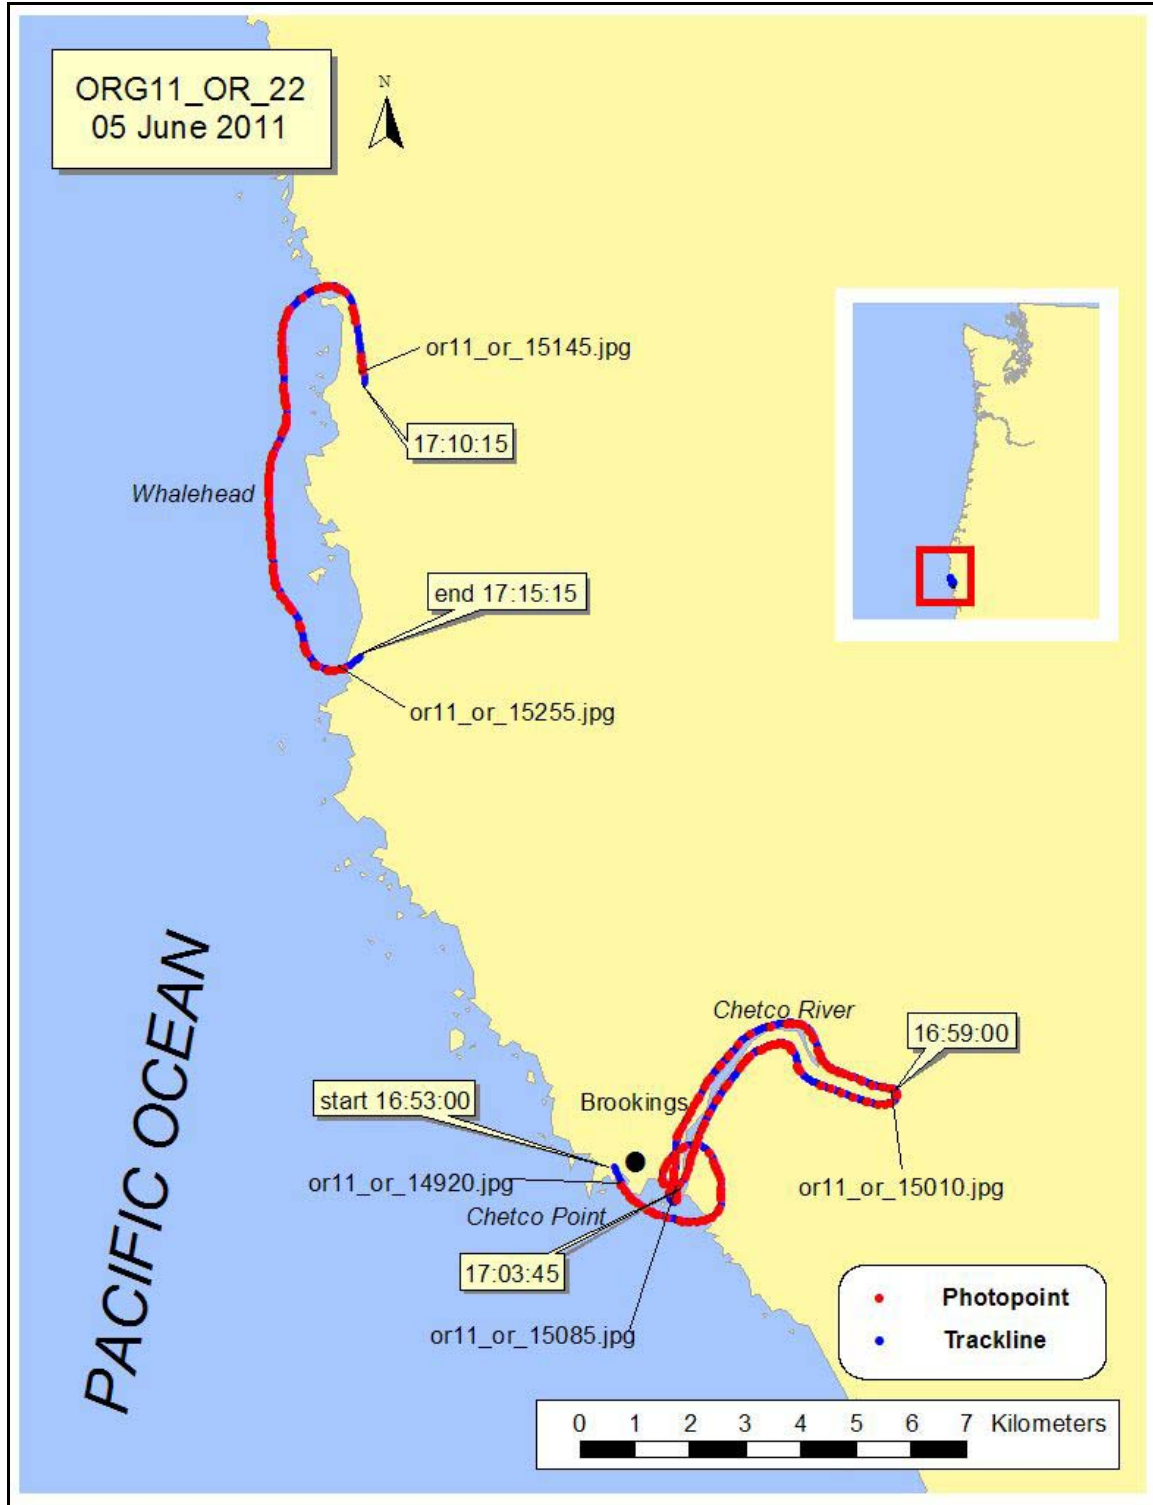 ORG11_OR_22
05 June 2011
N
or11_or_15145.jpg
17:10:15
Whalehead
end 17:15:15
or11_or_15255.jpg
PACIFIC OCEAN
Chetco River
16:59:00
start 16:53:00
Brookings
or11_or_14920.jpg
or11_or_15010.jpg
Chetco Point
17:03:45
or11_or_15085.jpg
Photopoint
Trackline
0 1 2 3 4 5 6 7 Kilometers